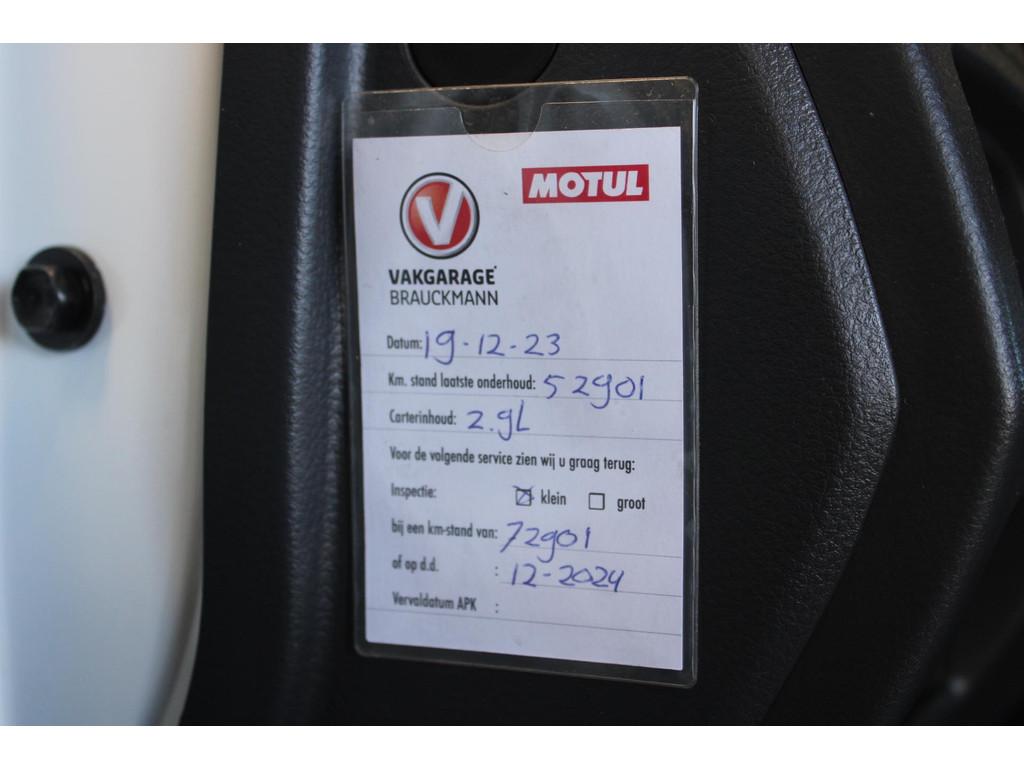 MOTUL
V
VAKGARAGE
BRAUCKMANN
Datum: 19-12-23
Km. stand laatste onderhoud: 52901
Carterinhoud: 2.9L
Voor de volgende service zien wij u graag terug:
Inspectie: klein groot
bij een km-stand van: 72901
of op d.d. : 12-2024
Vervaldatum APK :